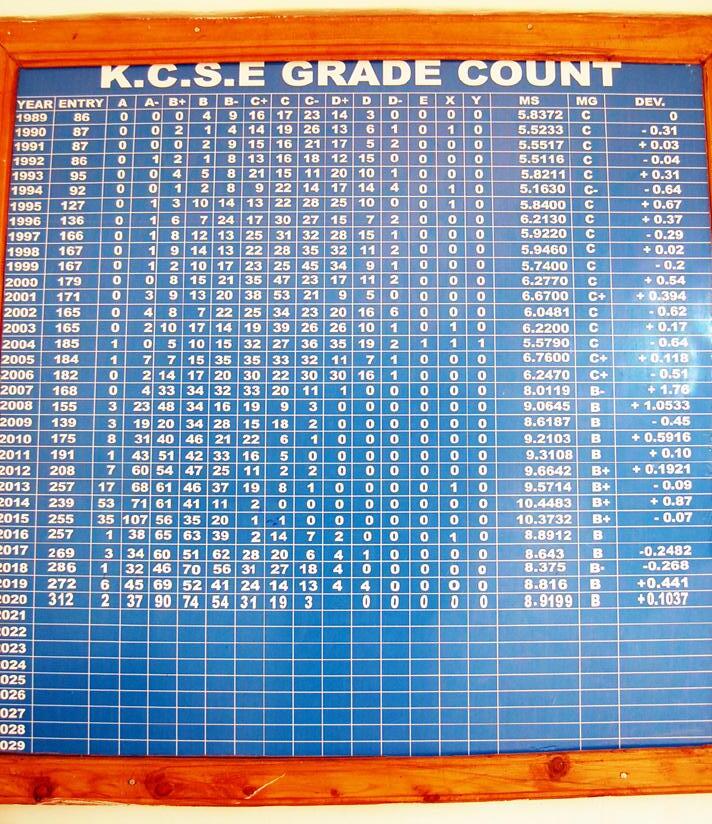 K.C.S.E GRADE COUNT
YEAR ENTRY A A- B+ B B- C+ C C- D+ D D- E X Y MS MG DEV.
1989 86 0 0 0 4 9 16 17 23 14 3 0 0 0 0 5.8372 C 0
1990 87 0 0 2 1 4 14 19 26 13 6 1 0 1 0 5.5233 C - 0.31
1991 87 0 0 0 2 9 15 16 21 17 5 2 0 0 0 5.5517 C + 0.03
1992 86 0 1 2 1 8 13 16 18 12 15 0 0 0 0 5.5116 C - 0.04
1993 95 0 0 4 5 8 21 15 11 20 10 1 0 0 0 5.8211 C + 0.31
1994 92 0 0 1 2 8 9 22 14 17 14 4 0 1 0 5.1630 C- - 0.64
1995 127 0 1 3 10 14 13 22 28 25 10 0 0 1 0 5.8400 C + 0.67
1996 136 0 1 6 7 24 17 30 27 15 7 2 0 0 0 6.2130 C + 0.37
1997 166 0 1 8 12 13 25 31 32 28 15 1 0 0 0 5.9220 C - 0.29
1998 167 0 1 9 14 13 22 28 35 32 11 2 0 0 0 5.9460 C + 0.02
1999 167 0 1 2 10 17 23 25 45 34 9 1 0 0 0 5.7400 C - 0.2
2000 179 0 0 8 15 21 35 47 23 17 11 2 0 0 0 6.2770 C + 0.54
2001 171 0 3 9 13 20 38 53 21 9 5 0 0 0 0 6.6700 C+ + 0.394
2002 165 0 4 8 7 22 25 34 23 20 16 6 0 0 0 6.0481 C - 0.62
2003 165 0 2 10 17 14 19 39 26 26 10 1 0 1 0 6.2200 C + 0.17
2004 185 1 0 5 10 15 32 27 36 35 19 2 1 1 1 5.5790 C - 0.64
2005 184 1 7 7 15 35 35 33 32 11 7 1 0 0 0 6.7600 C+ + 0.118
2006 182 0 2 14 17 20 30 22 30 30 16 1 0 0 0 6.2470 C+ - 0.51
2007 168 0 4 33 34 32 33 20 11 1 0 0 0 0 0 8.0119 B- + 1.76
2008 155 3 23 48 34 16 19 9 3 0 0 0 0 0 0 9.0645 B + 1.0533
2009 139 3 19 20 34 28 15 18 2 0 0 0 0 0 0 8.6187 B - 0.45
2010 175 8 31 40 46 21 22 6 1 0 0 0 0 0 0 9.2103 B + 0.5916
2011 191 1 43 51 42 33 16 5 0 0 0 0 0 0 0 9.3108 B + 0.10
2012 208 7 60 54 47 25 11 2 2 0 0 0 0 0 0 9.6642 B+ + 0.1921
2013 257 17 68 61 46 37 19 8 1 0 0 0 0 1 0 9.5714 B+ - 0.09
2014 239 53 71 61 41 11 2 0 0 0 0 0 0 0 0 10.4483 B+ + 0.87
2015 255 35 107 56 35 20 1 1 0 0 0 0 0 0 0 10.3732 B+ - 0.07
2016 257 1 38 65 63 39 2 14 7 2 0 0 0 1 0 8.8912 B
2017 269 3 34 60 51 62 28 20 6 4 1 0 0 0 0 8.643 B -0.2482
2018 286 1 32 46 70 56 31 27 18 4 0 0 0 0 0 8.375 B- -0.268
2019 272 6 45 69 52 41 24 14 13 4 4 0 0 0 0 8.816 B +0.441
2020 312 2 37 90 74 54 31 19 3 0 0 0 0 0 8.9199 B +0.1037
2021
2022
2023
2024
2025
2026
2027
2028
2029